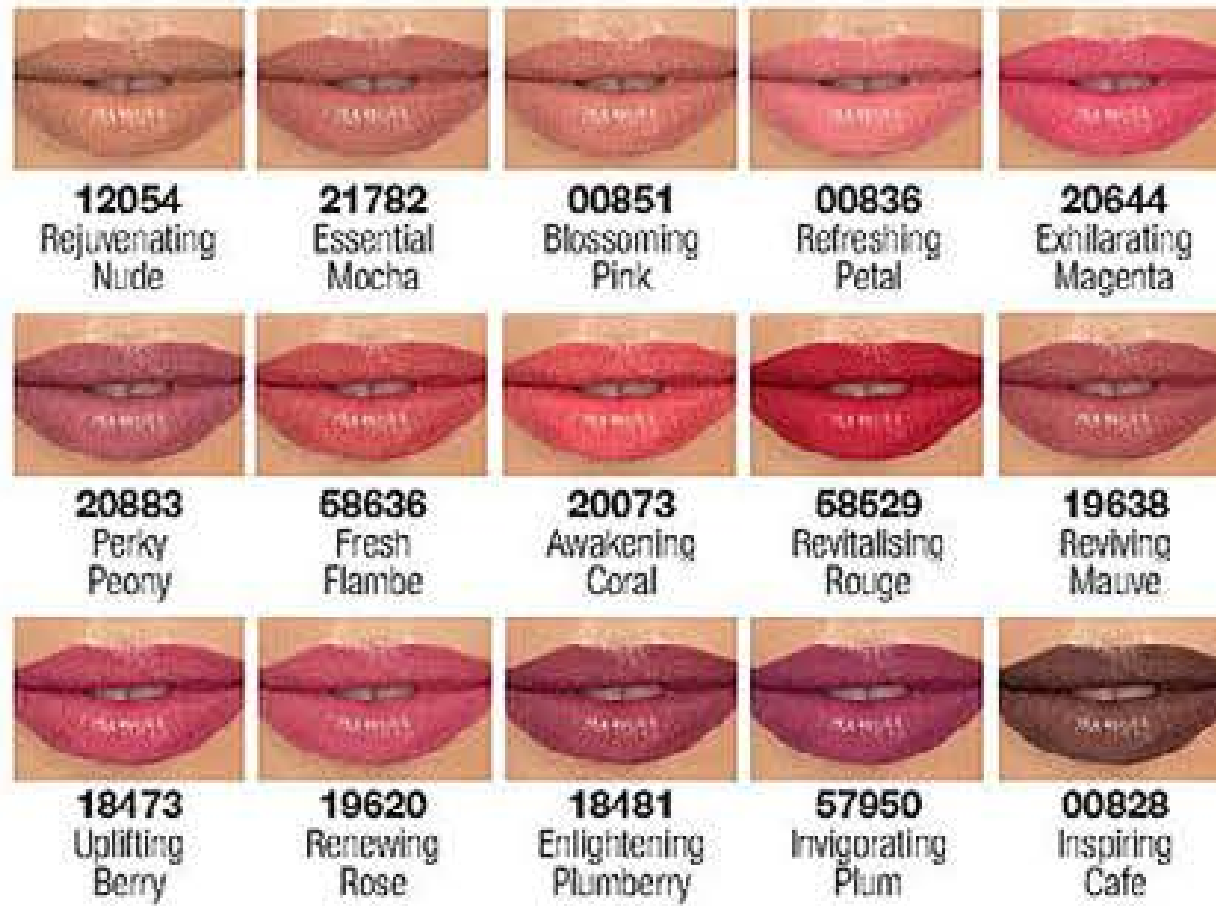 12054
Rejuvenating
Nude
21782
Essential
Mocha
00851
Blossoming
Pink
00836
Refreshing
Petal
20644
Exhilarating
Magenta
20883
Perky
Peony
58636
Fresh
Flambe
20073
Awakening
Coral
58529
Revitalising
Rouge
19638
Reviving
Mauve
18473
Uplifting
Berry
19620
Renewing
Rose
18481
Enlightening
Plumberry
57950
Invigorating
Plum
00828
Inspiring
Cafe